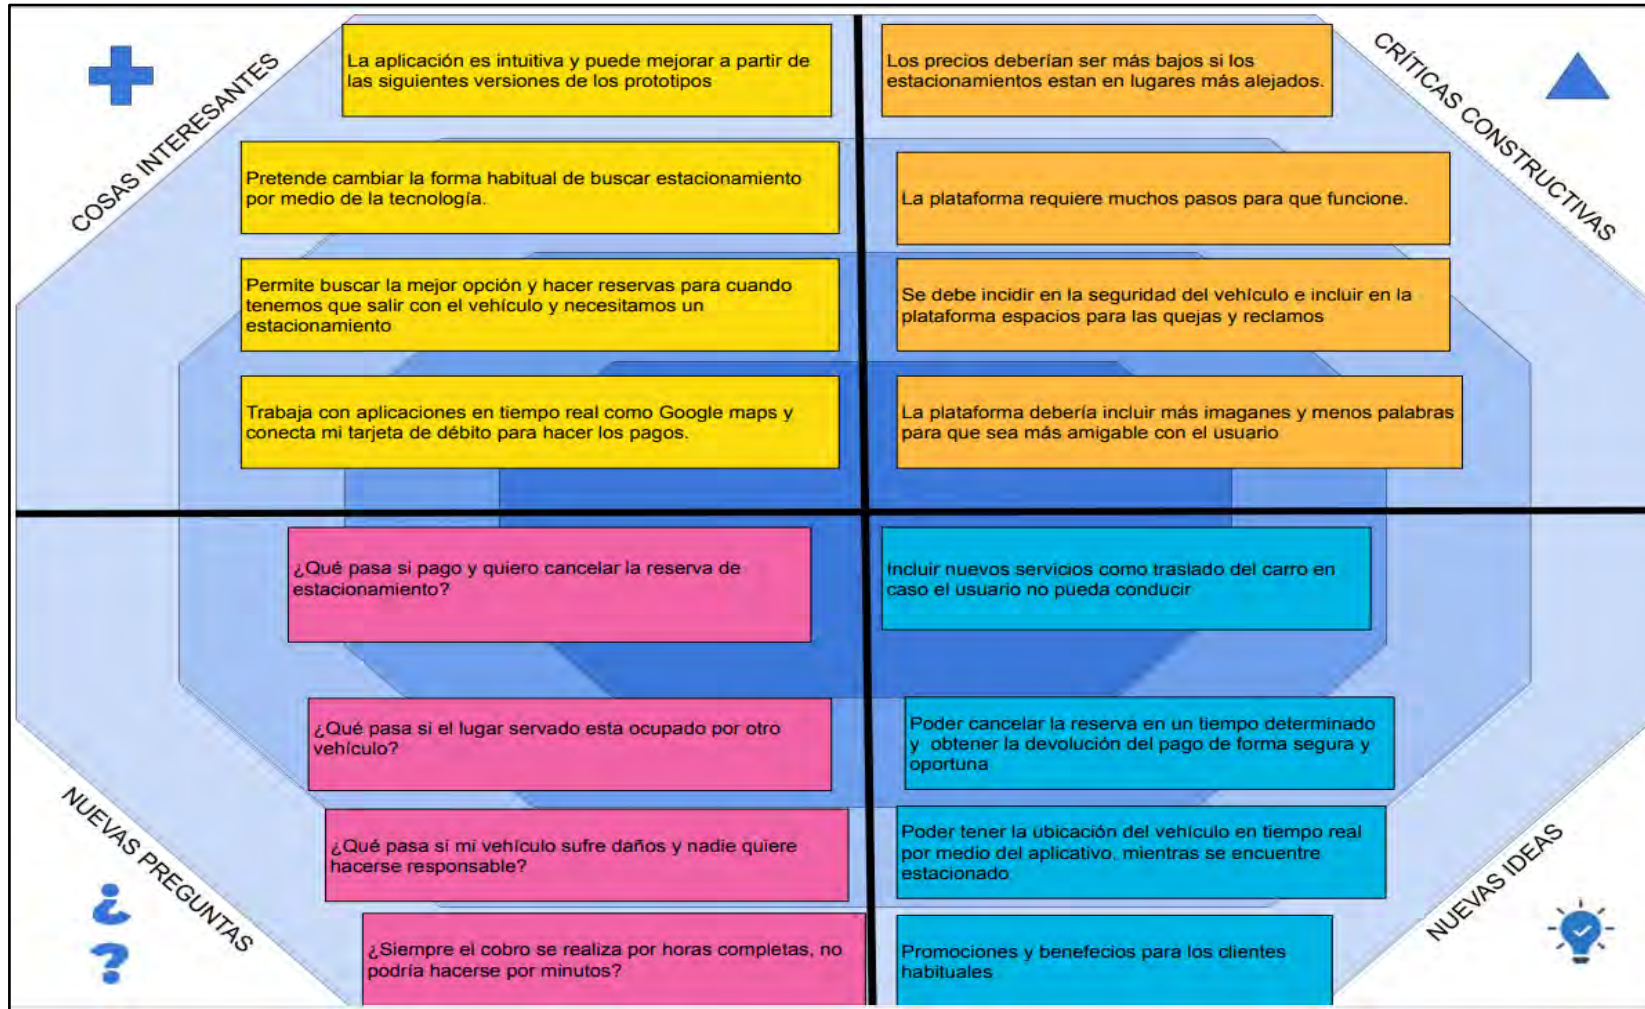 COSAS INTERESANTES
La aplicación es intuitiva y puede mejorar a partir de
las siguientes versiones de los prototipos
Pretende cambiar la forma habitual de buscar estacionamiento
por medio de la tecnología.
Permite buscar la mejor opción y hacer reservas para cuando
tenemos que salir con el vehículo y necesitamos un
estacionamiento
Trabaja con aplicaciones en tiempo real como Google maps y
conecta mi tarjeta de débito para hacer los pagos.
CRÍTICAS CONSTRUCTIVAS
Los precios deberían ser más bajos si los
estacionamientos estan en lugares más alejados.
La plataforma requiere muchos pasos para que funcione.
Se debe incidir en la seguridad del vehículo e incluir en la
plataforma espacios para las quejas y reclamos
La plataforma debería incluir más imaganes y menos palabras
para que sea más amigable con el usuario
NUEVAS PREGUNTAS
¿
?
¿Qué pasa si pago y quiero cancelar la reserva de
estacionamiento?
¿Qué pasa si el lugar servado esta ocupado por otro
vehículo?
¿Qué pasa si mi vehículo sufre daños y nadie quiere
hacerse responsable?
¿Siempre el cobro se realiza por horas completas, no
podría hacerse por minutos?
NUEVAS IDEAS
Incluir nuevos servicios como traslado del carro en
caso el usuario no pueda conducir
Poder cancelar la reserva en un tiempo determinado
y obtener la devolución del pago de forma segura y
oportuna
Poder tener la úbicación del vehículo en tiempo real
por medio del aplicativo, mientras se encuentre
estacionado
Promociones y benefecios para los clientes
habituales